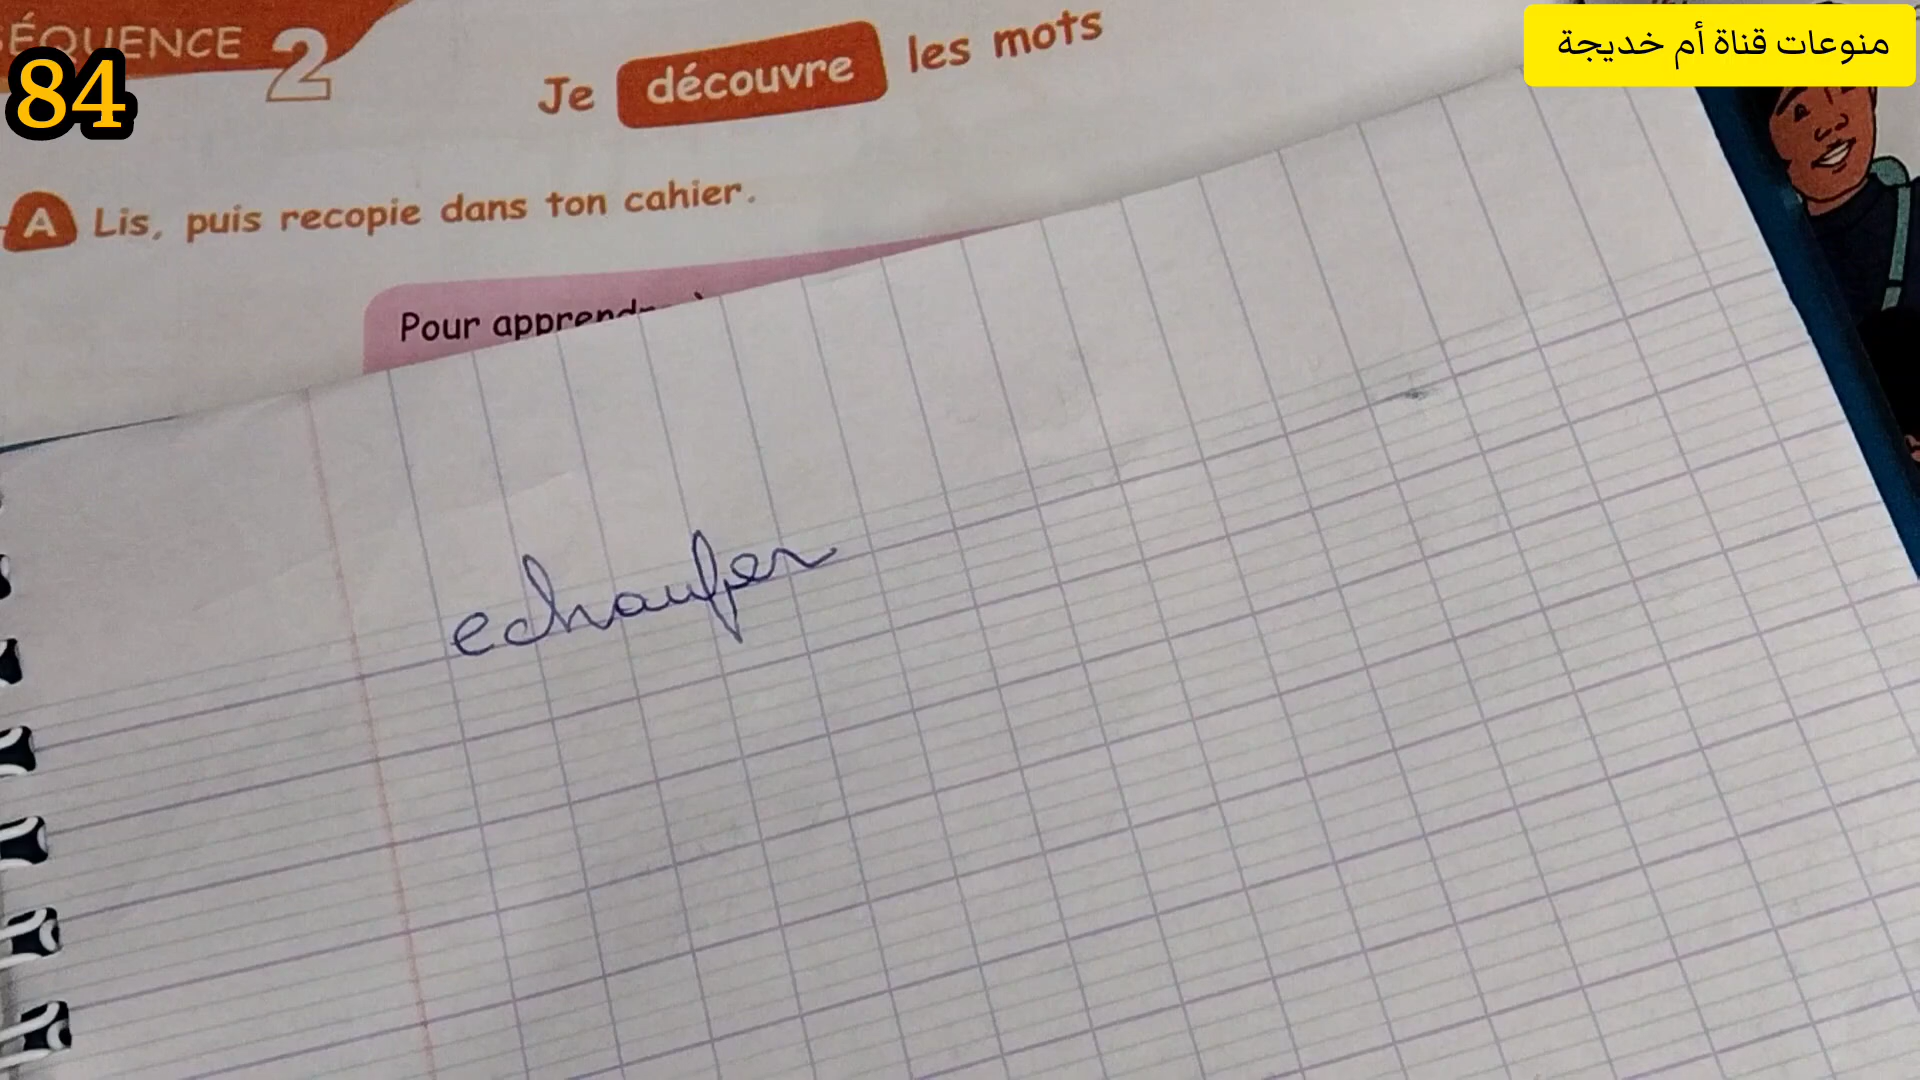 SÉQUENCE 2
84
Je découvre les mots
منوعات قناة أم خديجة
A Lis, puis recopie dans ton cahier.
Pour apprendr
echaufer